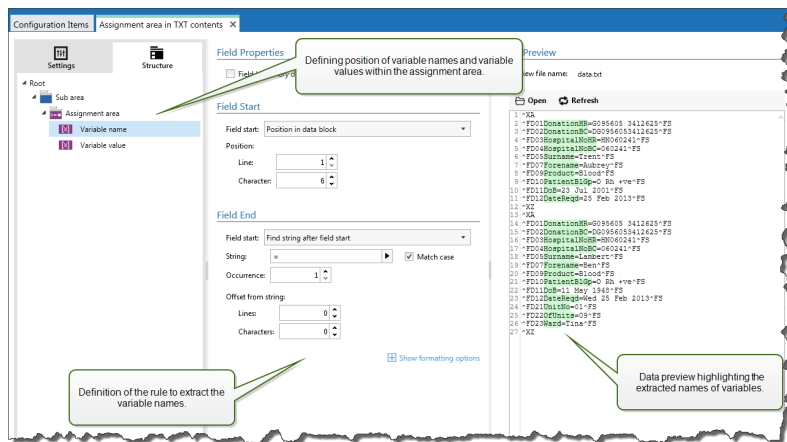 Configuration Items
Assignment area in TXT contents ×
Settings
Structure
Root
Sub area
Assignment area
Variable name
Variable value
Field Properties
Defining position of variable names and variable
values within the assignment area.
Field Start
Field start: Position in data block
Position:
Line: 1
Character: 6
Field End
Field start: Find string after field start
String: =
Match case
Occurrence: 1
Offset from string:
Lines: 0
Characters: 0
Show formatting options
Definition of the rule to extract the
variable names.
Preview
file name: data.txt
Open
Refresh
1 ^XA
2 ^FD01DonationHR=G095605 3412625^FS
3 ^FD02DonationBC=DG0956053412625^FS
4 ^FD03HospitalNoHR=HN060241^FS
5 ^FD04HospitalNoBC=060241^FS
6 ^FD05Surname=Trent^FS
7 ^FD07Forename=Aubrey^FS
8 ^FD09Product=Blood^FS
9 ^FD10PatientBlGp=O Rh +ve^FS
10 ^FD11DoB=23 Jul 2001^FS
11 ^FD12DateReqd=25 Feb 2013^FS
12 ^XZ
13 ^XA
14 ^FD01DonationHR=G095605 3412625^FS
15 ^FD02DonationBC=DG0956053412625^FS
16 ^FD03HospitalNoHR=HN060241^FS
17 ^FD04HospitalNoBC=060241^FS
18 ^FD05Surname=Lambert^FS
19 ^FD07Forename=Ben^FS
20 ^FD09Product=Blood^FS
21 ^FD10PatientBlGp=O Rh +ve^FS
22 ^FD11DoB=11 May 1948^FS
23 ^FD12DateReqd=Wed 25 Feb 2013^FS
24 ^FD21UnitNo=01^FS
25 ^FD22OfUnits=09^FS
26 ^FD23Ward=Tina^FS
27 ^XZ
Data preview highlighting the
extracted names of variables.